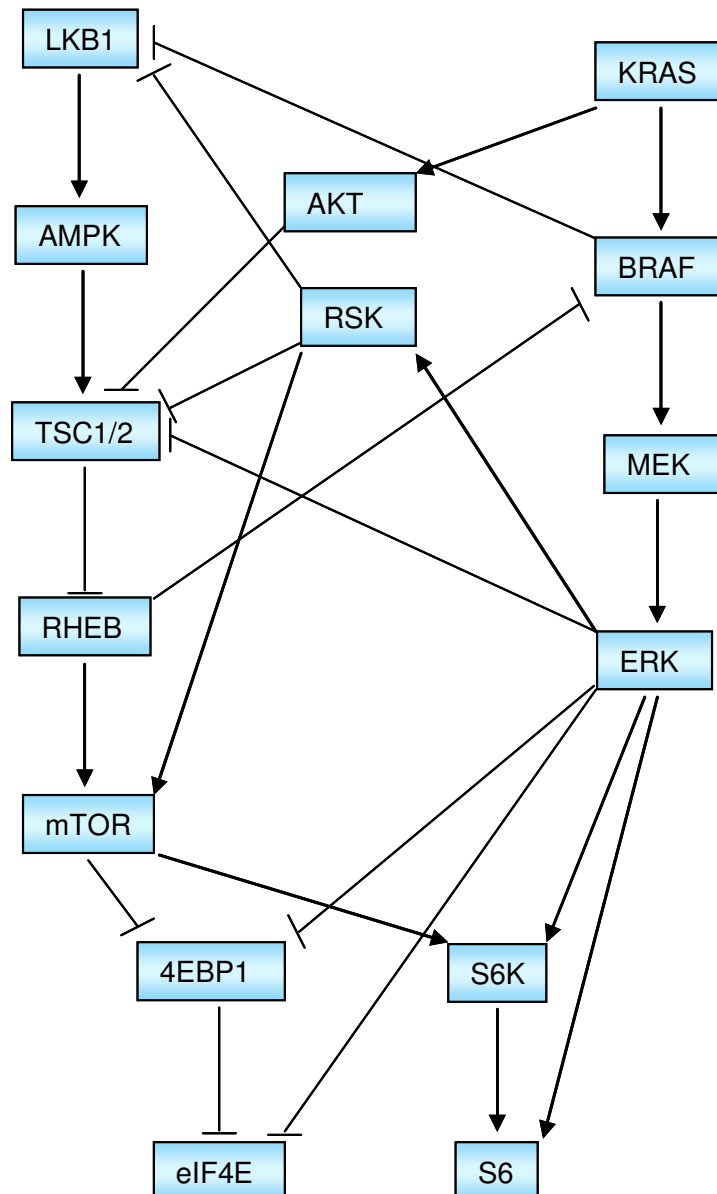 LKB1
KRAS
AKT
AMPK
BRAF
RSK
TSC1/2
MEK
RHEB
ERK
mTOR
4EBP1
S6K
eIF4E
S6